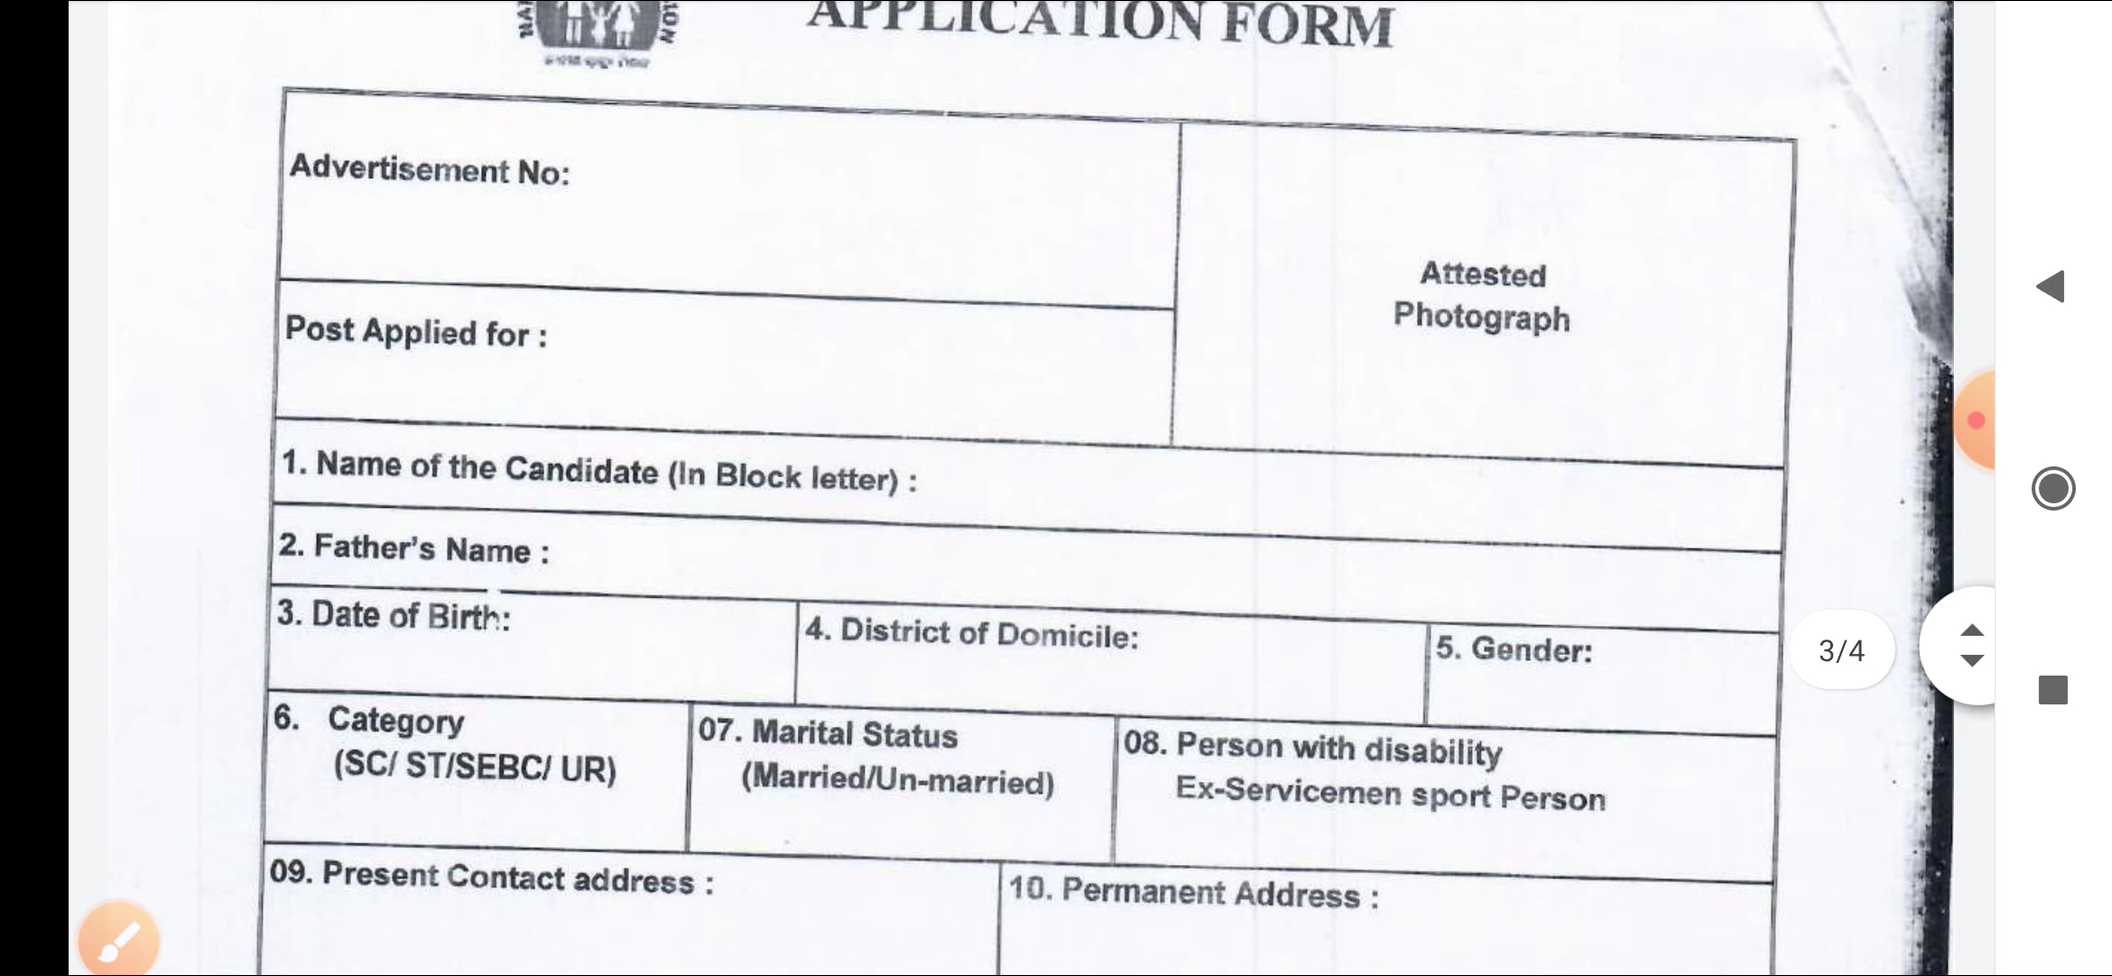 APPLICATION FORM
Advertisement No:
Attested
Photograph
Post Applied for :
1. Name of the Candidate (In Block letter) :
2. Father's Name :
3. Date of Birth:
4. District of Domicile:
5. Gender:
6. Category
(SC/ ST/SEBC/ UR)
07. Marital Status
(Married/Un-married)
08. Person with disability
Ex-Servicemen sport Person
09. Present Contact address :
10. Permanent Address :
3/4